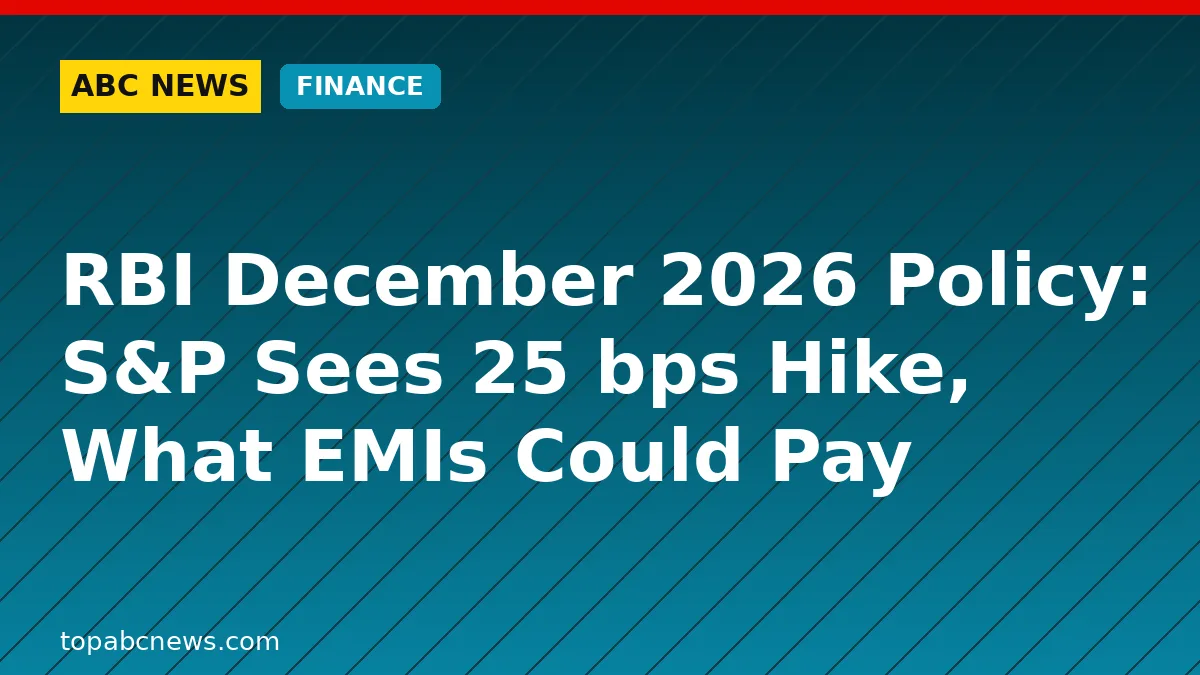 ABC NEWS
FINANCE
RBI December 2026 Policy:
S&P Sees 25 bps Hike,
What EMIs Could Pay
topabcnews.com